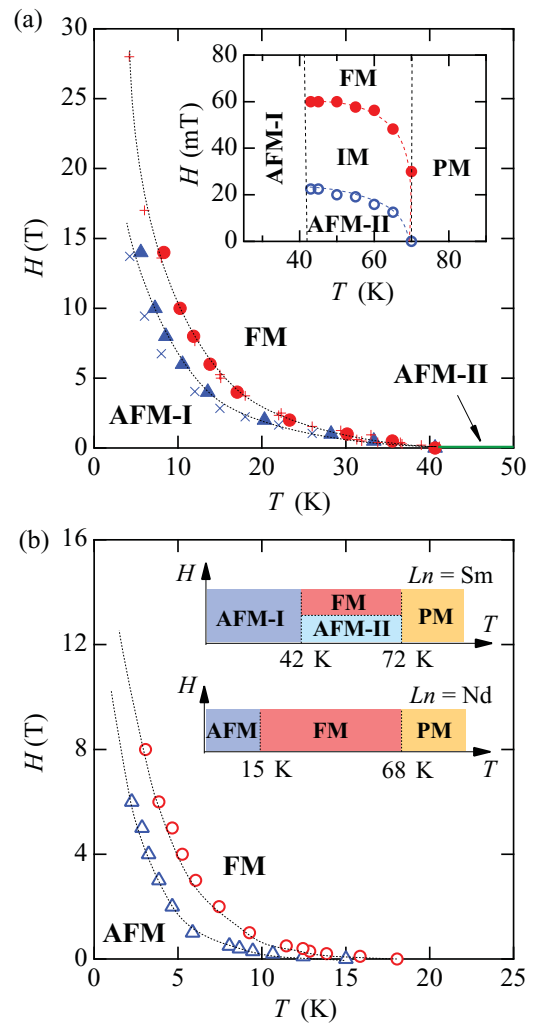 (a)
30
25
20
15
10
5
0
H (T)
0 10 20 30 40 50
T (K)
FM
AFM-I
AFM-II
80
60
40
20
0
H (mT)
40 60 80
T (K)
AFM-I
FM
IM
AFM-II
PM
(b)
16
12
8
4
0
H (T)
0 5 10 15 20 25
T (K)
AFM
FM
H
Ln = Sm
AFM-I
FM
AFM-II
PM
T
42 K 72 K
H
Ln = Nd
AFM FM PM
15 K 68 K
T